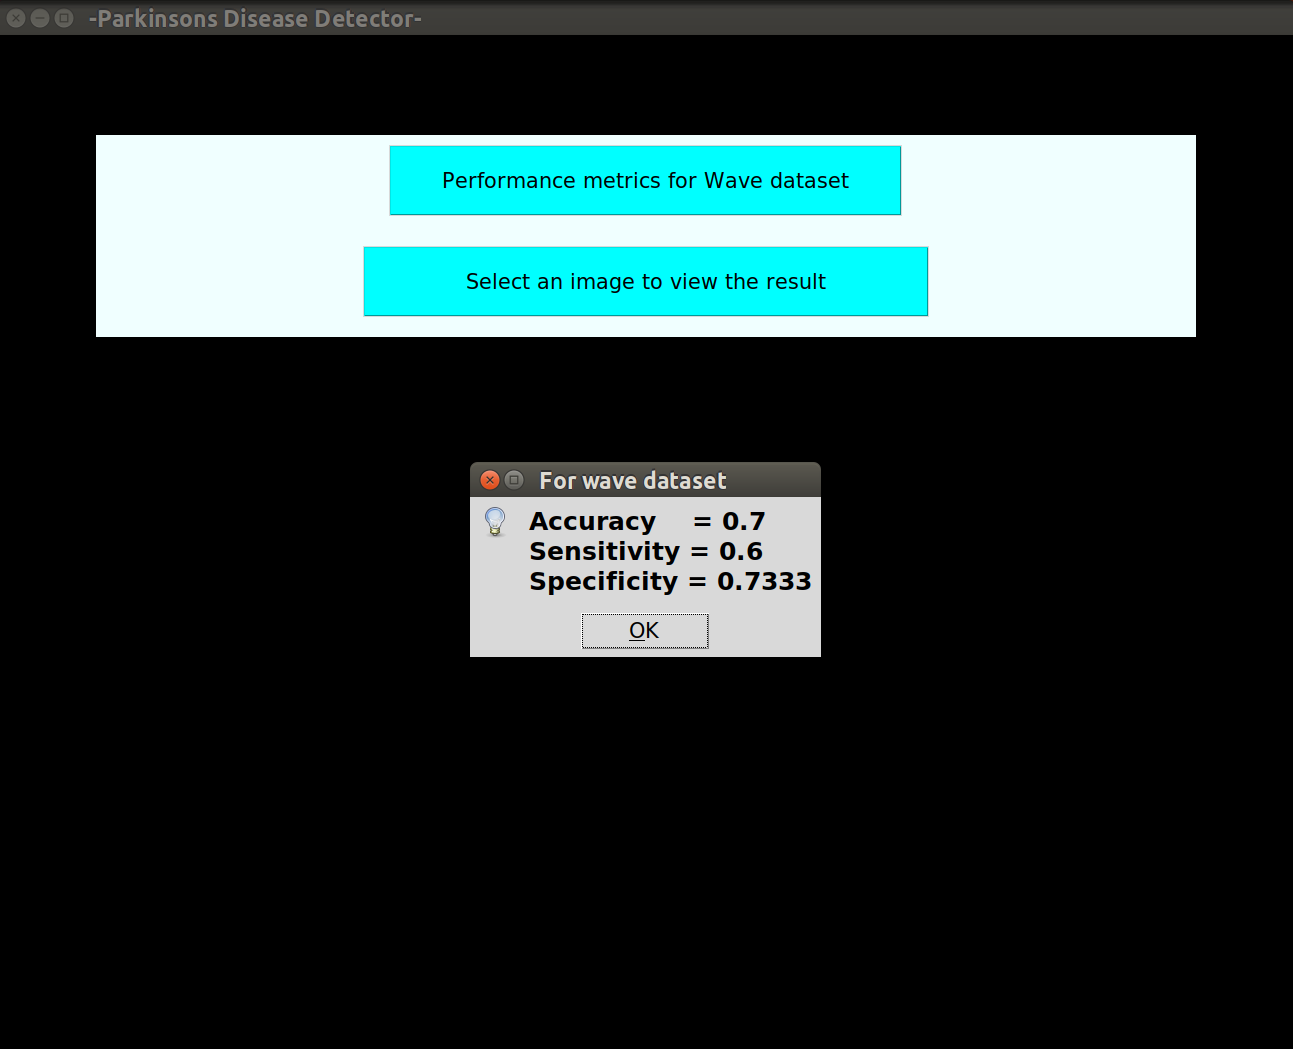 -Parkinsons Disease Detector-
Performance metrics for Wave dataset
Select an image to view the result
For wave dataset
Accuracy = 0.7
Sensitivity = 0.6
Specificity = 0.7333
OK